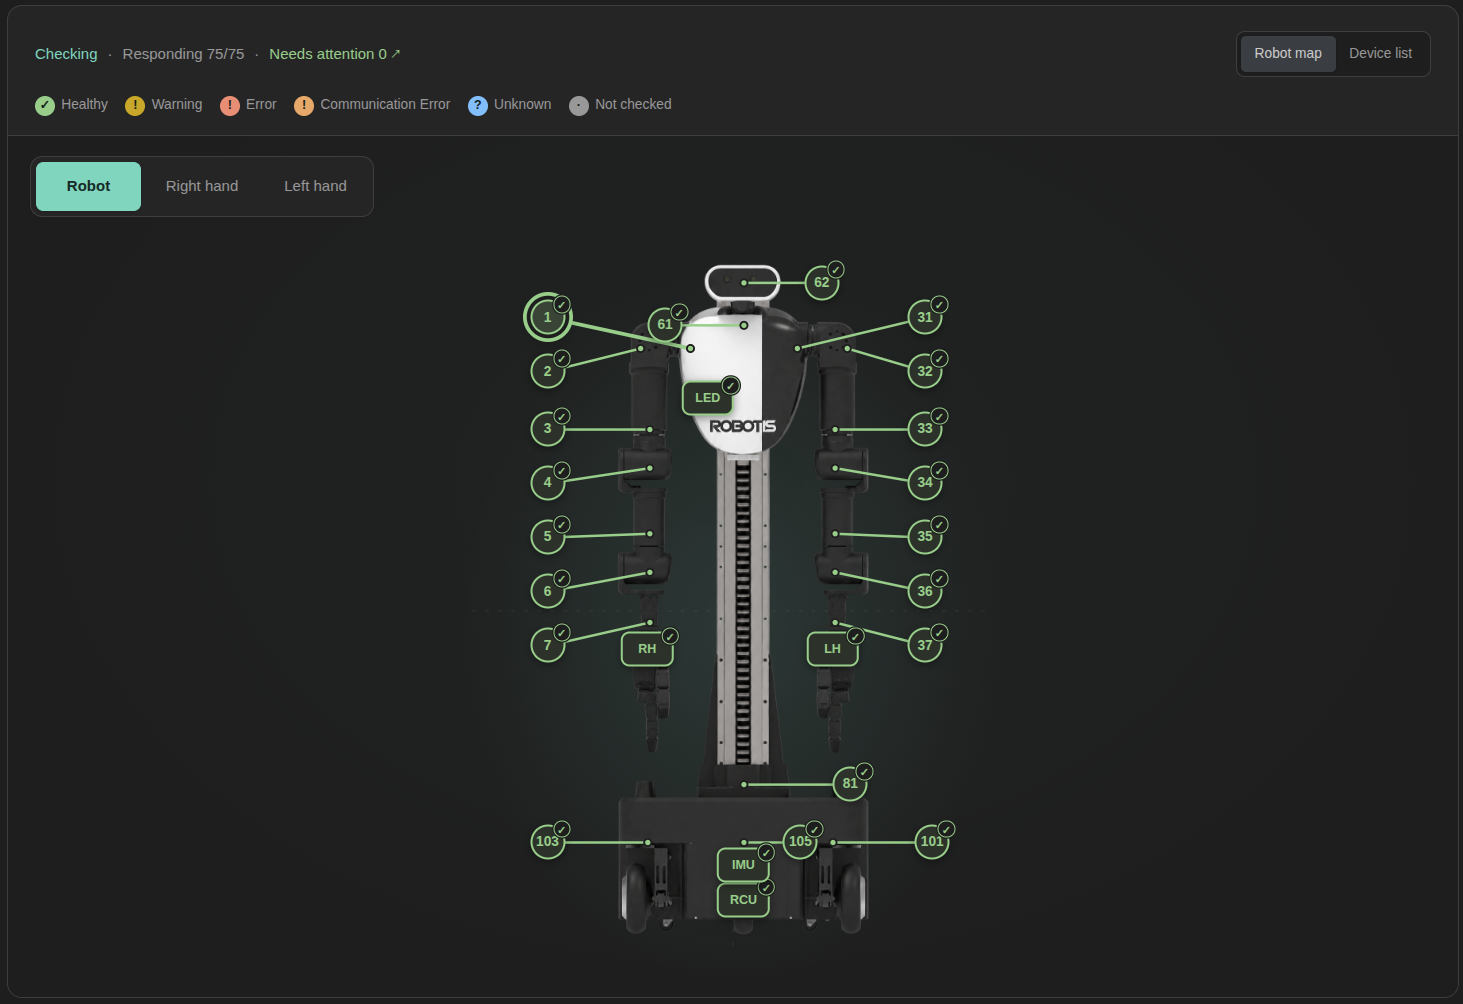 Checking · Responding 75/75 · Needs attention 0 ↗
Robot map Device list
✓ Healthy ! Warning ! Error ! Communication Error ? Unknown · Not checked
Robot Right hand Left hand
62
1 61 31
2 32
LED
3 ROBOTIS 33
4 34
5 35
6 36
7 RH LH 37
81
103 105 101
IMU
RCU